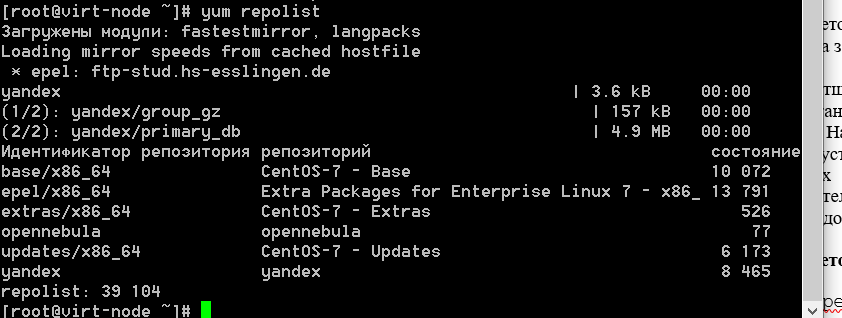 [root@virt-node ~]# yum repolist
Загружены модули: fastestmirror, langpacks
Loading mirror speeds from cached hostfile
* epel: ftp-stud.hs-esslingen.de
yandex | 3.6 kB 00:00
(1/2): yandex/group_gz | 157 kB 00:00
(2/2): yandex/primary_db | 4.9 MB 00:00
Идентификатор репозитория репозиторий состояние
base/x86_64 CentOS-7 - Base 10 072
epel/x86_64 Extra Packages for Enterprise Linux 7 - x86_ 13 791
extras/x86_64 CentOS-7 - Extras 526
opennebula opennebula 77
updates/x86_64 CentOS-7 - Updates 6 173
yandex yandex 8 465
repolist: 39 104
[root@virt-node ~]#